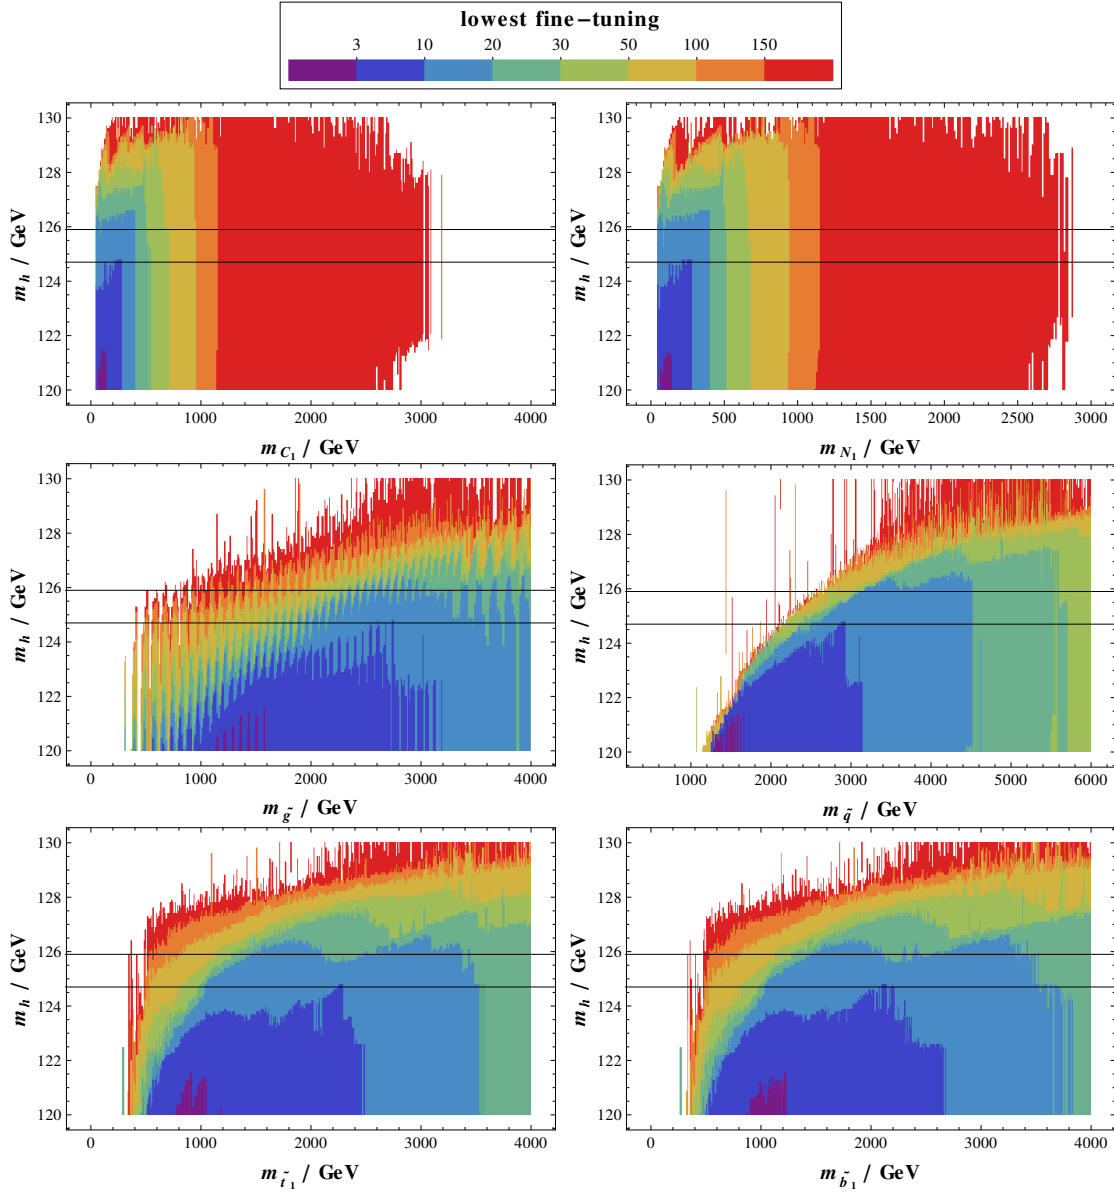 lowest fine-tuning
3 10 20 30 50 100 150
130
128
126
124
122
120
m_h / GeV
0 1000 2000 3000 4000
m_C₁ / GeV
130
128
126
124
122
120
m_h / GeV
0 500 1000 1500 2000 2500 3000
m_N₁ / GeV
130
128
126
124
122
120
m_h / GeV
0 1000 2000 3000 4000
m_g̃ / GeV
130
128
126
124
122
120
m_h / GeV
1000 2000 3000 4000 5000 6000
m_q̃ / GeV
130
128
126
124
122
120
m_h / GeV
0 1000 2000 3000 4000
m_t̃₁ / GeV
130
128
126
124
122
120
m_h / GeV
0 1000 2000 3000 4000
m_b̃₁ / GeV